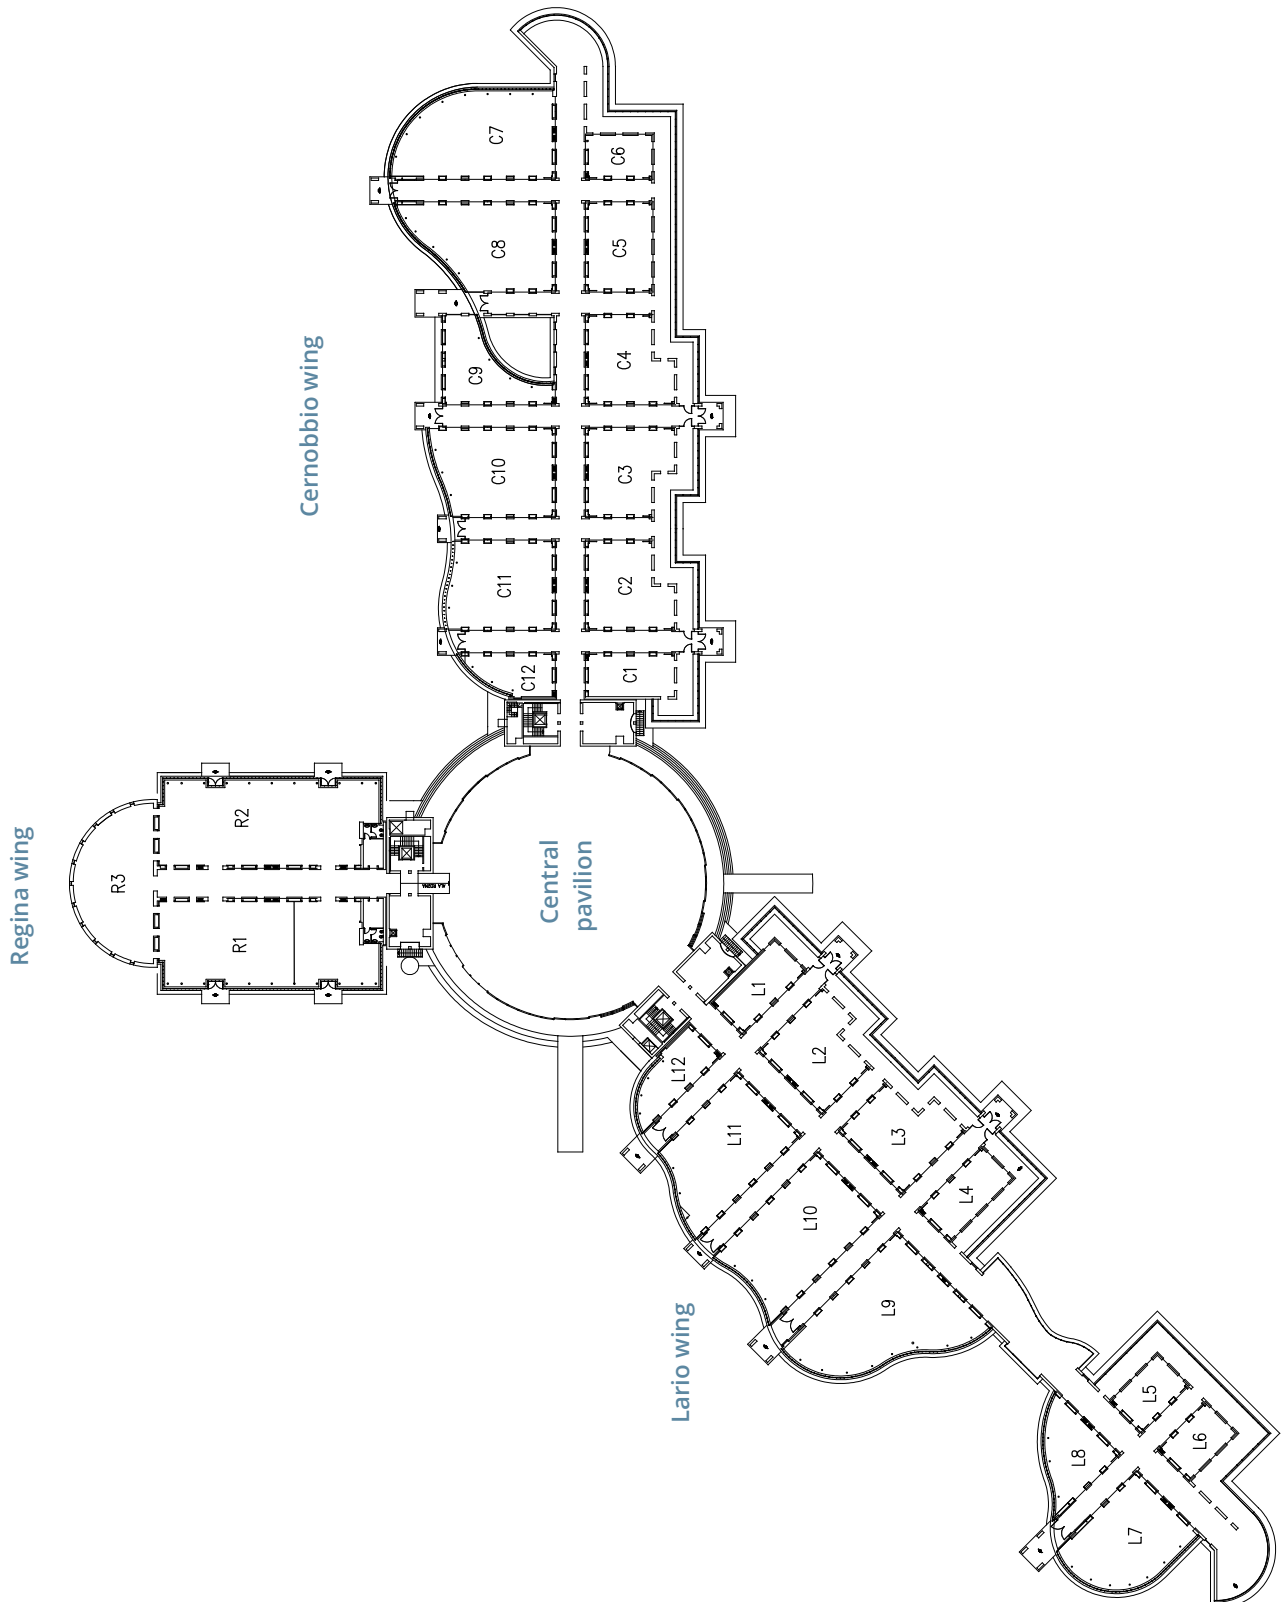 C7
C6
C8
C5
C9
C4
Cernobbio wing
C10
C3
C11
C2
C12
C1
Regina wing
R3
R2
R1
Central
pavilion
L1
L2
L12
L11
L3
L4
L10
L9
Lario wing
L5
L6
L8
L7